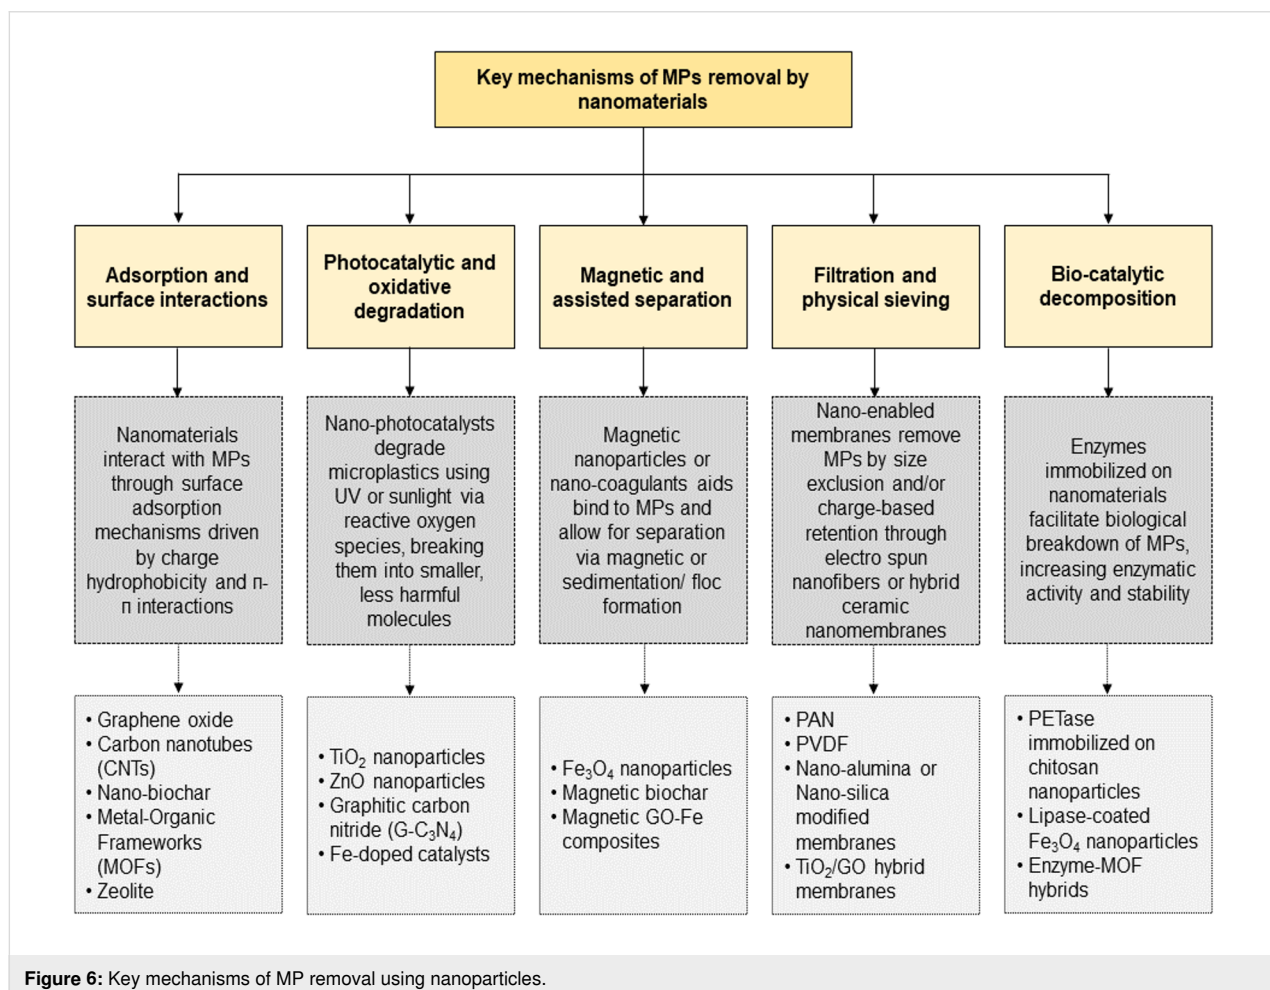 Key mechanisms of MPs removal by
nanomaterials
Adsorption and
surface interactions
Photocatalytic and
oxidative
degradation
Magnetic and
assisted separation
Filtration and
physical sieving
Bio-catalytic
decomposition
Nanomaterials
interact with MPs
through surface
adsorption
mechanisms driven
by charge
hydrophobicity and п-
п interactions
Nano-photocatalysts
degrade
microplastics using
UV or sunlight via
reactive oxygen
species, breaking
them into smaller,
less harmful
molecules
Magnetic
nanoparticles or
nano-coagulants aids
bind to MPs and
allow for separation
via magnetic or
sedimentation/ floc
formation
Nano-enabled
membranes remove
MPs by size
exclusion and/or
charge-based
retention through
electro spun
nanofibers or hybrid
ceramic
nanomembranes
Enzymes
immobilized on
nanomaterials
facilitate biological
breakdown of MPs,
increasing enzymatic
activity and stability
• Graphene oxide
• Carbon nanotubes
(CNTs)
• Nano-biochar
• Metal-Organic
Frameworks
(MOFs)
• Zeolite
• TiO₂ nanoparticles
• ZnO nanoparticles
• Graphitic carbon
nitride (G-C₃N₄)
• Fe-doped catalysts
• Fe₃O₄ nanoparticles
• Magnetic biochar
• Magnetic GO-Fe
composites
• PAN
• PVDF
• Nano-alumina or
Nano-silica
modified
membranes
• TiO₂/GO hybrid
membranes
• PETase
immobilized on
chitosan
nanoparticles
• Lipase-coated
Fe₃O₄ nanoparticles
• Enzyme-MOF
hybrids
Figure 6: Key mechanisms of MP removal using nanoparticles.